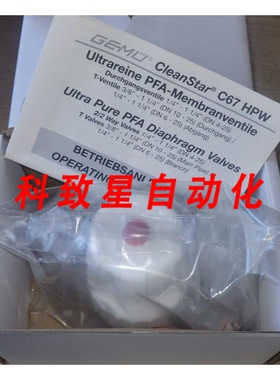 GEMÜ
CleanStar® C67 HPW
Ultrareine PFA-Membranventile
Durchgangsventile 1/4" - 1 1/4" (DN 4-25)
T-Ventile 3/8" - 1 1/4" (DN 10 - 25) (Durchgang) /
1/4" - 1 1/4" (DN 6 - 25) (Abgang)
Ultra Pure PFA Diaphragm Valves
2/2 Way Valves 1/4" - 1 1/4" (DN 4-25)
T Valves 3/8" - 1 1/4" (DN 10 - 25) (Main Pipe) /
1/4" - 1 1/4" (DN 6 - 25) (Branch)
科致星自动化设备
BETRIEBSAN
OPERATING